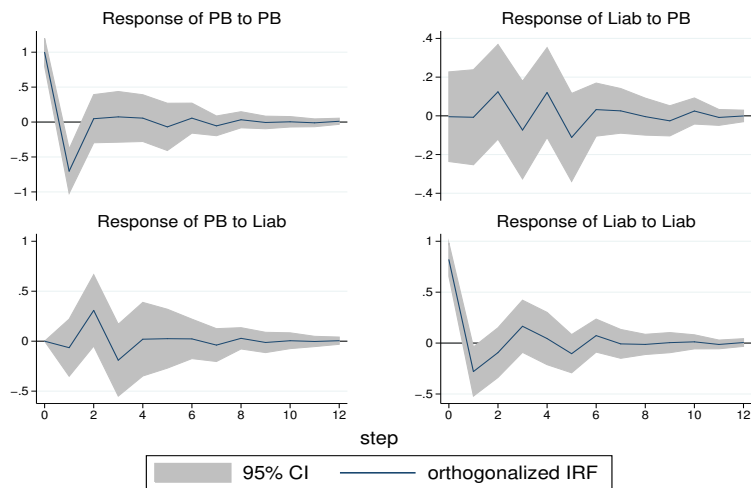 Response of PB to PB
1
.5
0
-.5
-1
Response of Liab to PB
.4
.2
0
-.2
-.4
Response of PB to Liab
1
.5
0
-.5
0 2 4 6 8 10 12
Response of Liab to Liab
1
.5
0
-.5
0 2 4 6 8 10 12
step
95% CI orthogonalized IRF